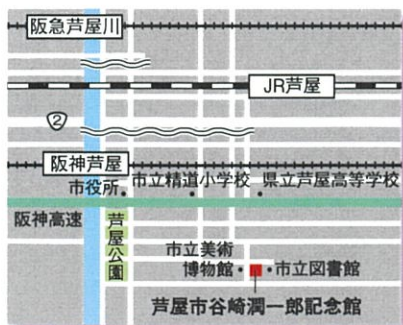 阪急芦屋川
JR芦屋
2
阪神芦屋
市役所
市立精道小学校
県立芦屋高等学校
阪神高速
芦屋公園
市立美術
博物館
市立図書館
芦屋市谷崎潤一郎記念館